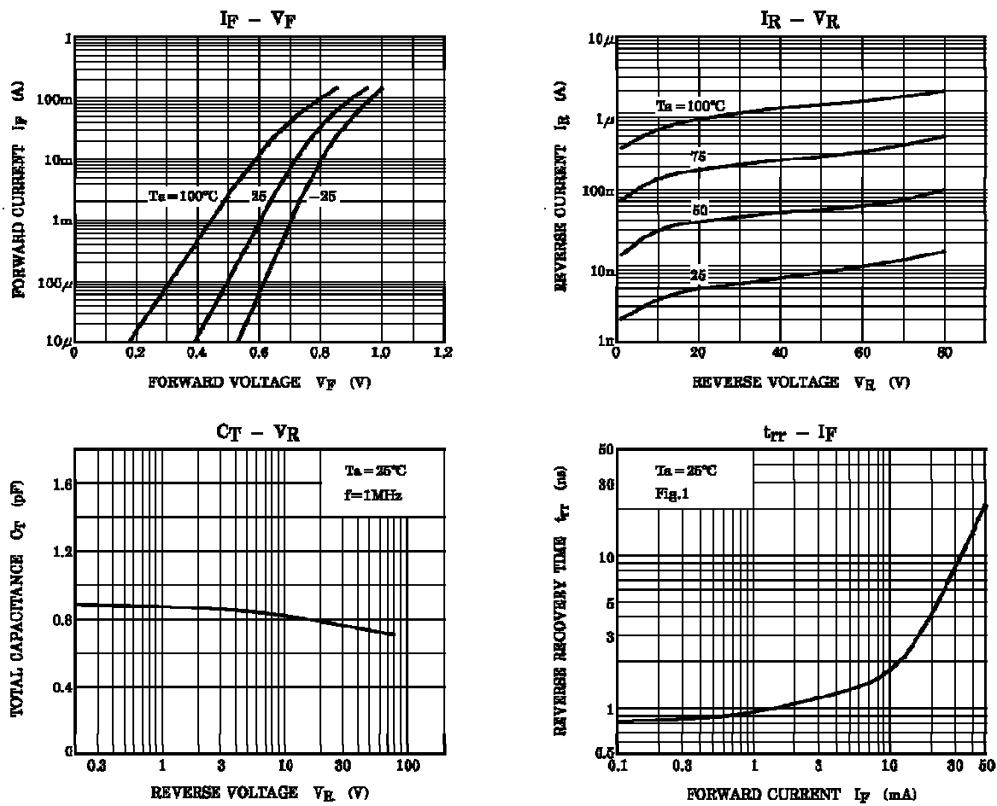 IF – VF
FORWARD CURRENT IF (A)
1
100m
10m
1m
100μ
10μ
Ta=100°C
25
−25
0
0.2
0.4
0.6
0.8
1.0
1.2
FORWARD VOLTAGE VF (V)
IR – VR
REVERSE CURRENT IR (A)
10μ
1μ
100n
10n
1n
Ta=100°C
75
50
25
0
20
40
60
80
REVERSE VOLTAGE VR (V)
CT – VR
TOTAL CAPACITANCE CT (pF)
1.6
1.2
0.8
0.4
0
Ta=25°C
f=1MHz
0.3
1
3
10
30
100
REVERSE VOLTAGE VR (V)
trr – IF
REVERSE RECOVERY TIME trr (ns)
50
30
10
5
3
1
0.5
Ta=25°C
Fig.1
0.1
1
3
10
30
50
FORWARD CURRENT IF (mA)